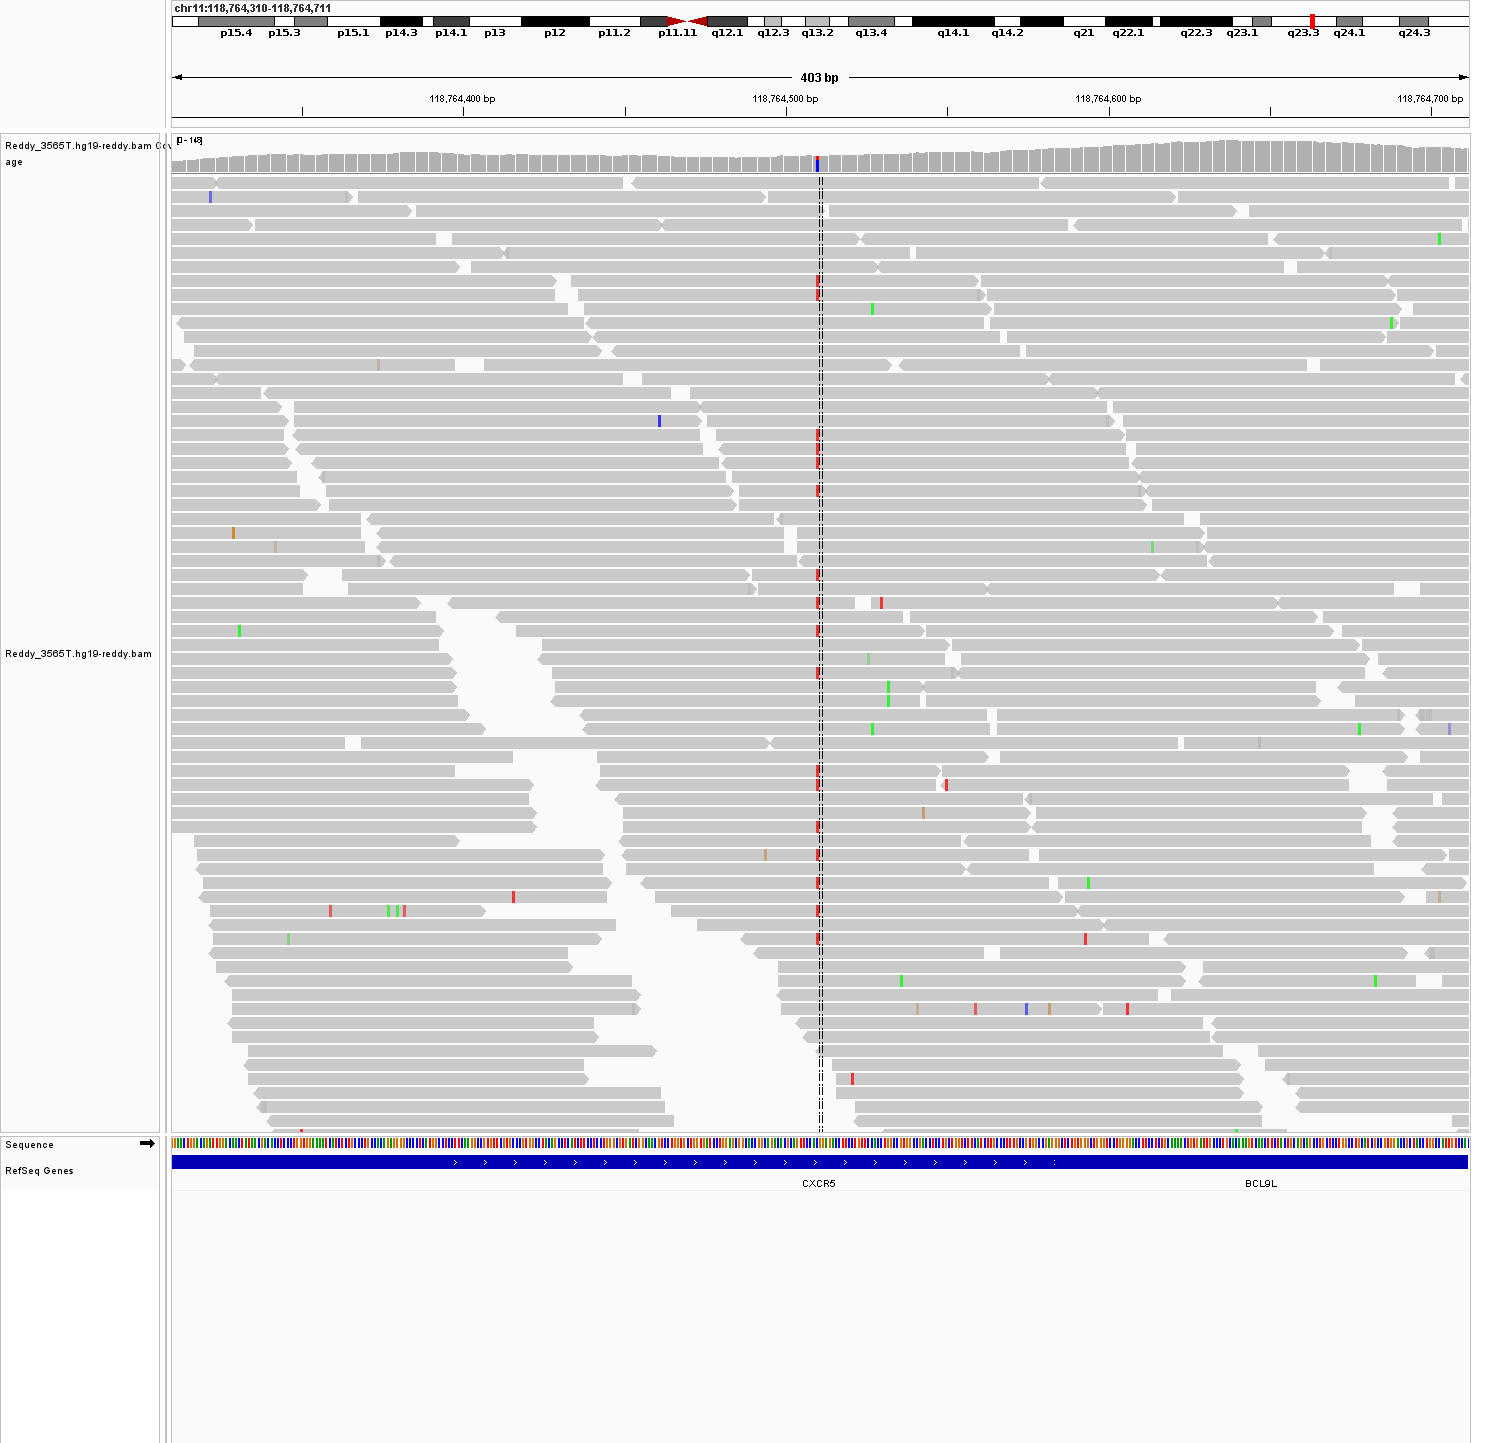 chr11:118,764,310-118,764,711
p15.4 p15.3 p15.1 p14.3 p14.1 p13 p12 p11.2 p11.11 q12.1 q12.3 q13.2 q13.4 q14.1 q14.2 q21 q22.1 q22.3 q23.1 q23.3 q24.1 q24.3
403 bp
118,764,400 bp 118,764,500 bp 118,764,600 bp 118,764,700 bp
[0 - 148]
Reddy_3565T.hg19-reddy.bam Cov
age
Reddy_3565T.hg19-reddy.bam
Sequence
RefSeq Genes
CXCR5 BCL9L